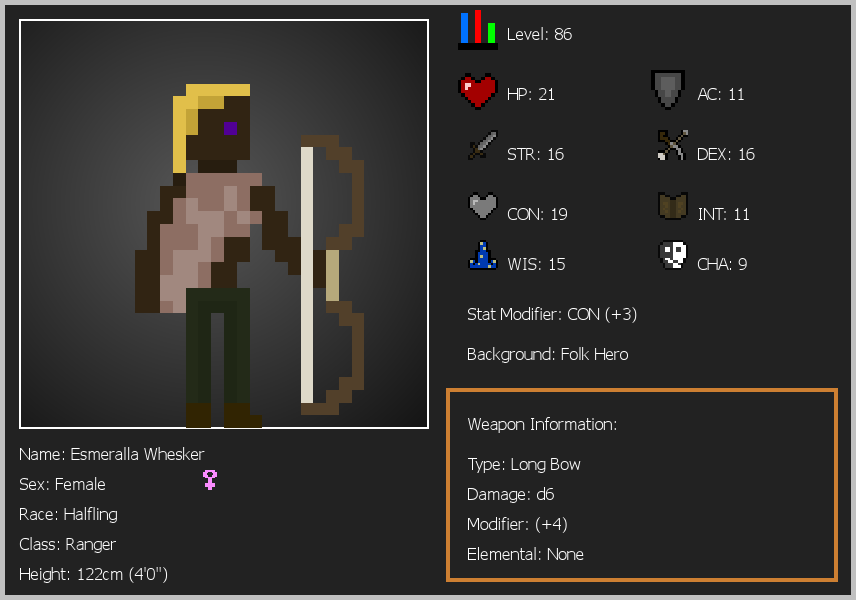 Level: 86
HP: 21
AC: 11
STR: 16
DEX: 16
CON: 19
INT: 11
WIS: 15
CHA: 9
Stat Modifier: CON (+3)
Background: Folk Hero
Weapon Information:
Type: Long Bow
Damage: d6
Modifier: (+4)
Elemental: None
Name: Esmeralla Whesker
Sex: Female
Race: Halfling
Class: Ranger
Height: 122cm (4'0")